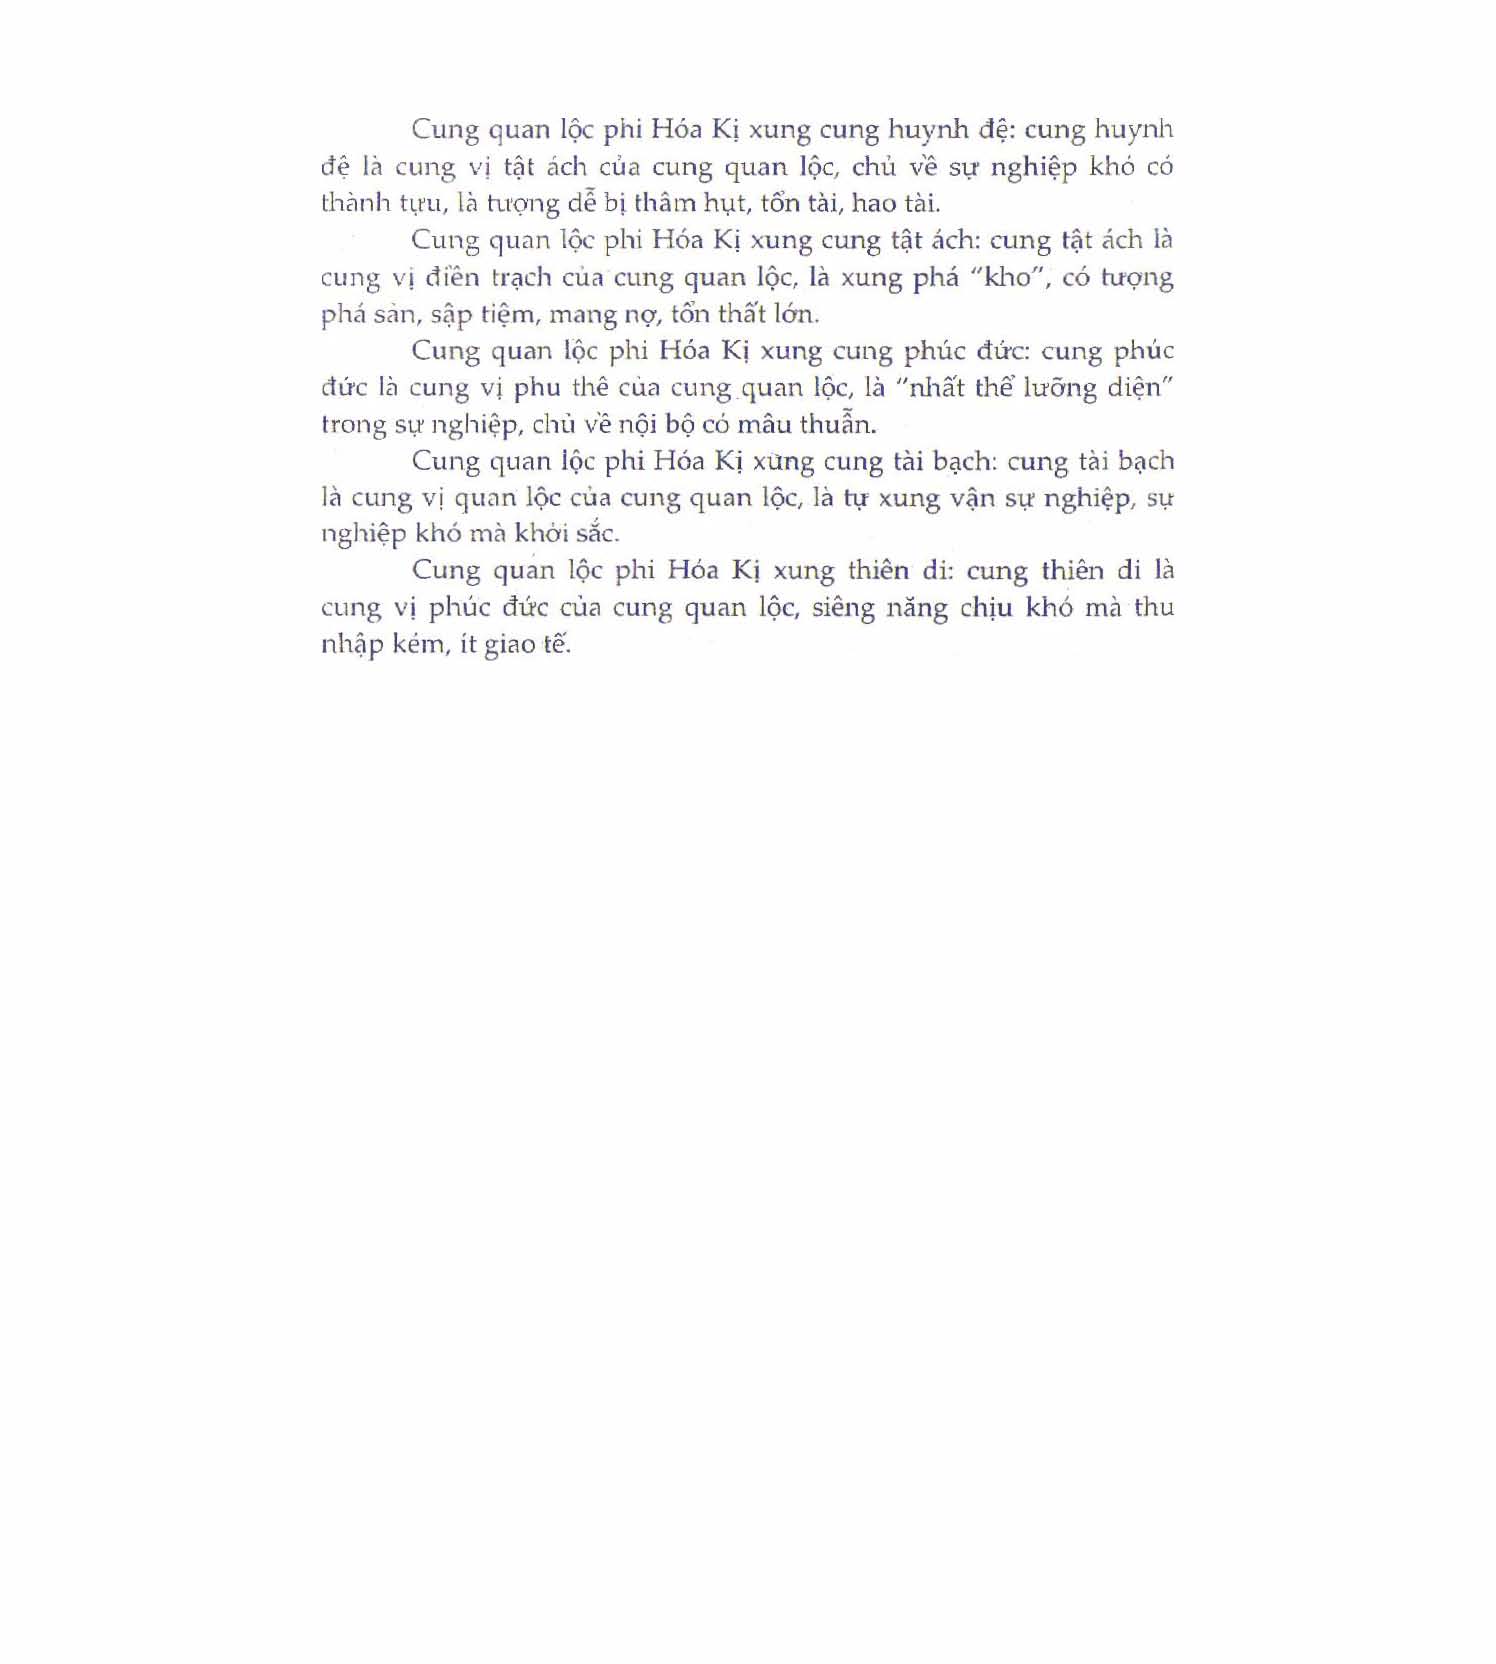 Cung quan lộc phi Hóa Kị xung cung huynh đệ: cung huynh
đệ là cung vị tật ách của cung quan lộc, chủ về sự nghiệp khó có
thành tựu, là tượng dễ bị thâm hụt, tổn tài, hao tài.
Cung quan lộc phi Hóa Kị xung cung tật ách: cung tật ách là
cung vị điền trạch của cung quan lộc, là xung phá "kho", có tượng
phá sản, sập tiệm, mang nợ, tổn thất lớn.
Cung quan lộc phi Hóa Kị xung cung phúc đức: cung phúc
đức là cung vị phu thê của cung quan lộc, là "nhất thể lưỡng diện"
trong sự nghiệp, chủ về nội bộ có mâu thuẫn.
Cung quan lộc phi Hóa Kị xung cung tài bạch: cung tài bạch
là cung vị quan lộc của cung quan lộc, là tự xung vận sự nghiệp, sự
nghiệp khó mà khởi sắc.
Cung quan lộc phi Hóa Kị xung thiên di: cung thiên di là
cung vị phúc đức của cung quan lộc, siêng năng chịu khó mà thu
nhập kém, ít giao tế.